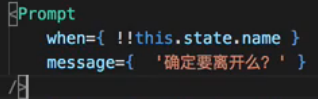 <Prompt
when={ !!this.state.name }
message={ '确定要离开么? ' }
/>